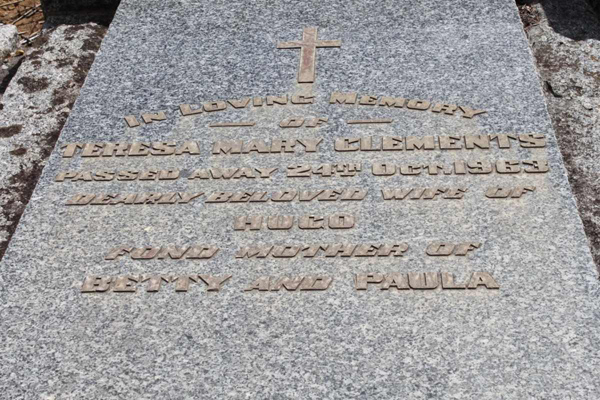 In Loving Memory
of
TERESA MARY CLEMENTS
PASSED AWAY 24TH OCT. 1963
DEARLY BELOVED WIFE OF
HUGO
FOND MOTHER OF
BETTY AND PAULA